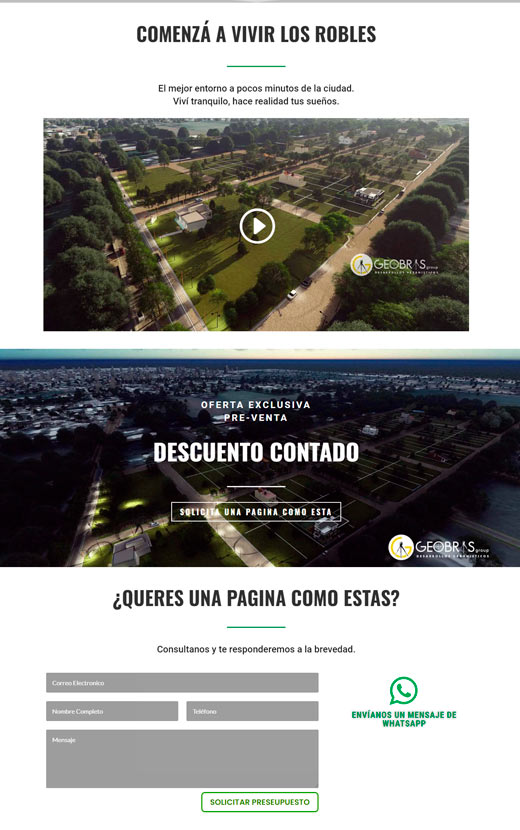 COMENZÁ A VIVIR LOS ROBLES
El mejor entorno a pocos minutos de la ciudad.
Viví tranquilo, hace realidad tus sueños.
GEOBRAS group
DESARROLLOS URBANISTICOS
OFERTA EXCLUSIVA
PRE-VENTA
DESCUENTO CONTADO
SOLICITA UNA PAGINA COMO ESTA
GEOBRAS group
DESARROLLOS URBANISTICOS
¿QUERES UNA PAGINA COMO ESTAS?
Consultanos y te responderemos a la brevedad.
Correo Electronico
Nombre Completo
Teléfono
Mensaje
ENVÍANOS UN MENSAJE DE
WHATSAPP
SOLICITAR PRESEUPUESTO